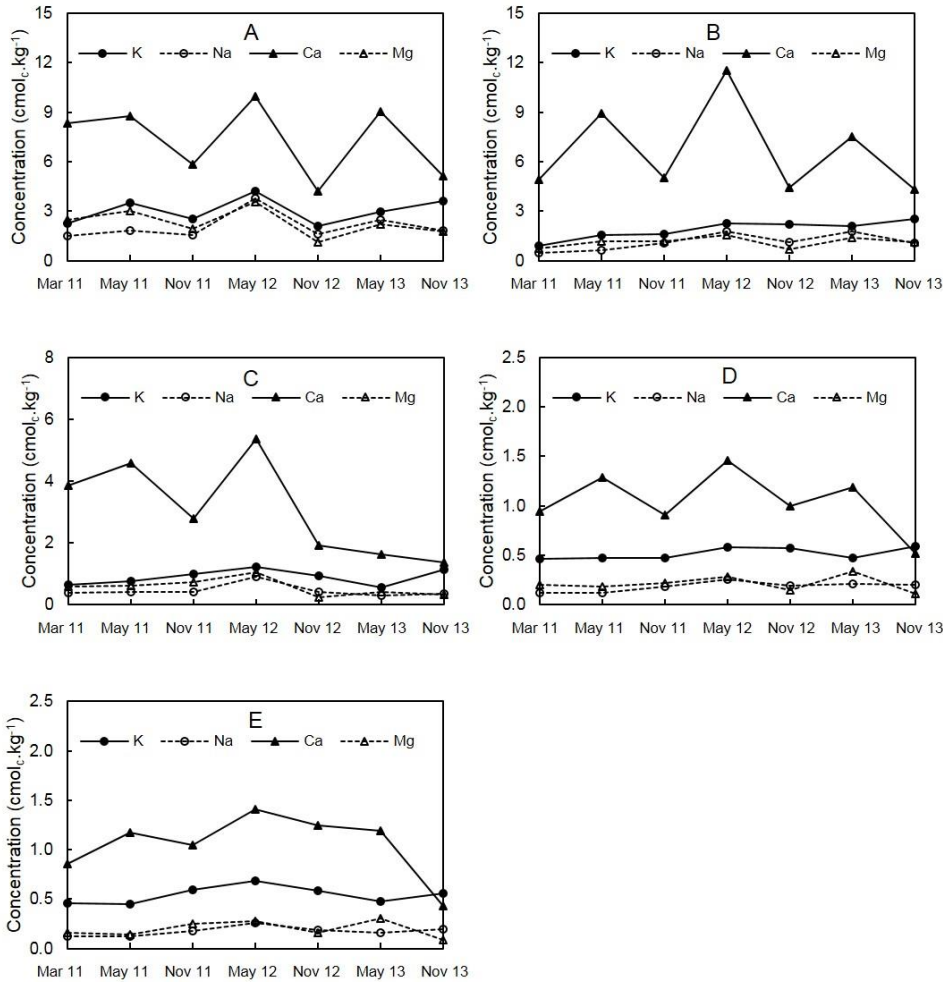 A
K Na Ca Mg
Concentration (cmolc.kg-1)
15
12
9
6
3
0
Mar 11 May 11 Nov 11 May 12 Nov 12 May 13 Nov 13
B
K Na Ca Mg
Concentration (cmolc.kg-1)
15
12
9
6
3
0
Mar 11 May 11 Nov 11 May 12 Nov 12 May 13 Nov 13
C
K Na Ca Mg
Concentration (cmolc.kg-1)
8
6
4
2
0
Mar 11 May 11 Nov 11 May 12 Nov 12 May 13 Nov 13
D
K Na Ca Mg
Concentration (cmolc.kg-1)
2.5
2.0
1.5
1.0
0.5
0.0
Mar 11 May 11 Nov 11 May 12 Nov 12 May 13 Nov 13
E
K Na Ca Mg
Concentration (cmolc.kg-1)
2.5
2.0
1.5
1.0
0.5
0.0
Mar 11 May 11 Nov 11 May 12 Nov 12 May 13 Nov 13